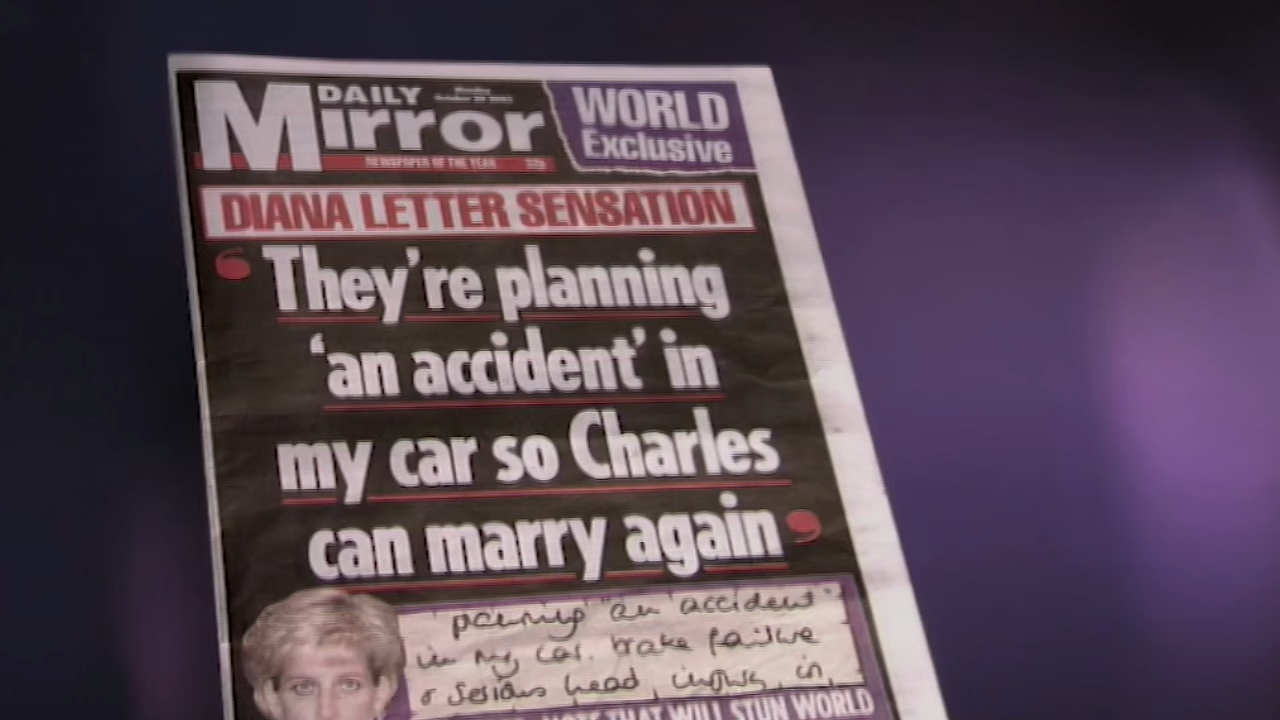 DAILY
Mirror
NEWSPAPER OF THE YEAR 32p
WORLD
Exclusive
DIANA LETTER SENSATION
‘They're planning
‘an accident’ in
my car so Charles
can marry again’
"an 'accident"
in my car. brake failure
& serious head injury in
NOTE THAT WILL STUN WORLD